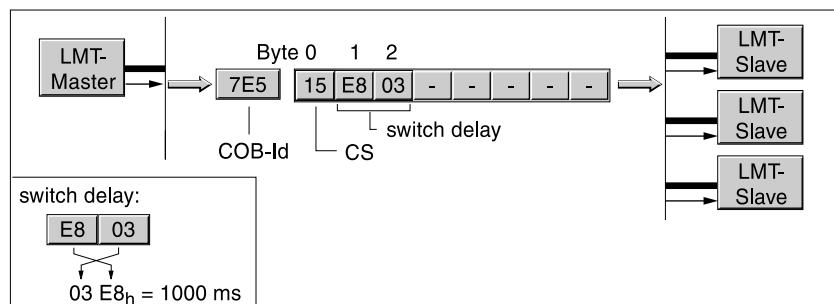 LMT-
Master
Byte 0 1 2
7E5
15 E8 03 - - - - -
switch delay
COB-Id
CS
LMT-
Slave
LMT-
Slave
LMT-
Slave
switch delay:
E8 03
03 E8h = 1000 ms